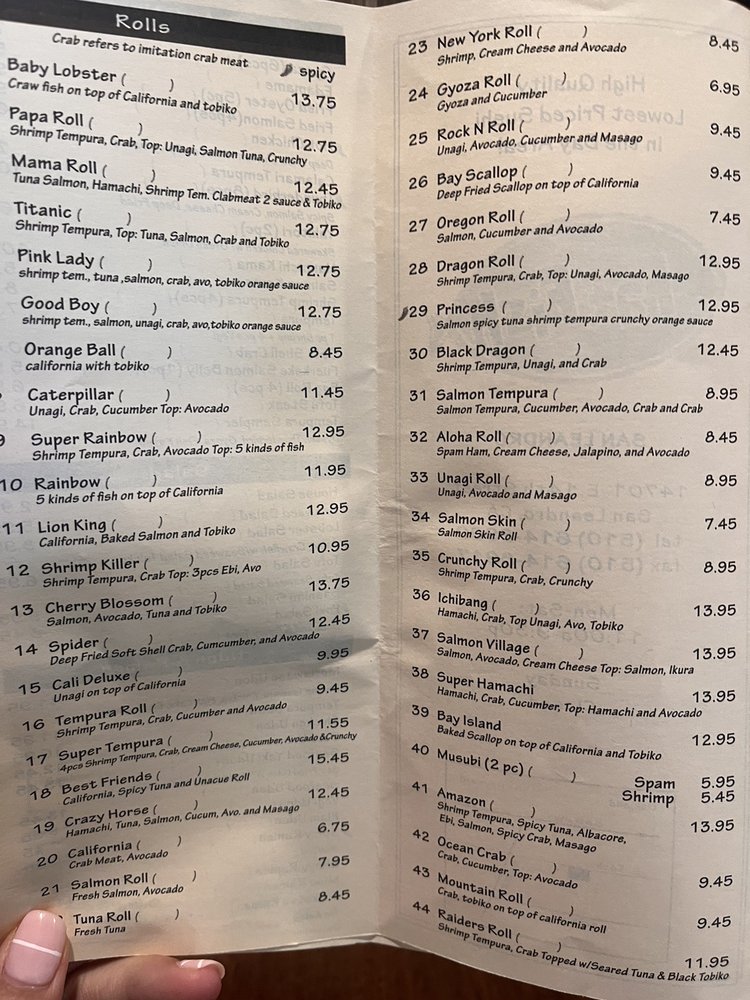 Rolls
Crab refers to imitation crab meat
spicy
Baby Lobster ( ) 13.75
Craw fish on top of California and tobiko
Papa Roll ( ) 12.75
Shrimp Tempura, Crab, Top: Unagi, Salmon Tuna, Crunchy
Mama Roll ( ) 12.45
Tuna Salmon, Hamachi, Shrimp Tem. Clabmeat 2 sauce & Tobiko
Titanic ( ) 12.75
Shrimp Tempura, Top: Tuna, Salmon, Crab and Tobiko
Pink Lady ( ) 12.75
shrimp tem., tuna ,salmon, crab, avo, tobiko orange sauce
Good Boy ( ) 12.75
shrimp tem., salmon, unagi, crab, avo,tobiko orange sauce
Orange Ball ( ) 8.45
california with tobiko
Caterpillar ( ) 11.45
Unagi, Crab, Cucumber Top: Avocado
9 Super Rainbow ( ) 12.95
Shrimp Tempura, Crab, Avocado Top: 5 kinds of fish
10 Rainbow ( ) 11.95
5 kinds of fish on top of California
11 Lion King ( ) 12.95
California, Baked Salmon and Tobiko
12 Shrimp Killer ( ) 10.95
Shrimp Tempura, Crab Top: 3pcs Ebi, Avo
13 Cherry Blossom ( ) 13.75
Salmon, Avocado, Tuna and Tobiko
14 Spider ( ) 12.45
Deep Fried Soft Shell Crab, Cumcumber, and Avocado
15 Cali Deluxe ( ) 9.95
Unagi on top of California
16 Tempura Roll ( ) 9.45
Shrimp Tempura, Crab, Cucumber and Avocado
17 Super Tempura ( ) 11.55
4pcs Shrimp Tempura, Crab, Cream Cheese, Cucumber, Avocado &Crunchy
18 Best Friends ( ) 15.45
California, Spicy Tuna and Unacue Roll
19 Crazy Horse ( ) 12.45
Hamachi, Tuna, Salmon, Cucum, Avo. and Masago
20 California ( ) 6.75
Crab Meat, Avocado
21 Salmon Roll ( ) 7.95
Fresh Salmon, Avocado
Tuna Roll ( ) 8.45
Fresh Tuna
23 New York Roll ( ) 8.45
Shrimp, Cream Cheese and Avocado
24 Gyoza Roll ( ) 6.95
Gyoza and Cucumber
25 Rock N Roll ( ) 9.45
Unagi, Avocado, Cucumber and Masago
26 Bay Scallop ( ) 9.45
Deep Fried Scallop on top of California
27 Oregon Roll ( ) 7.45
Salmon, Cucumber and Avocado
28 Dragon Roll ( ) 12.95
Shrimp Tempura, Crab, Top: Unagi, Avocado, Masago
29 Princess ( ) 12.95
Salmon spicy tuna shrimp tempura crunchy orange sauce
30 Black Dragon ( ) 12.45
Shrimp Tempura, Unagi, and Crab
31 Salmon Tempura ( ) 8.95
Salmon Tempura, Cucumber, Avocado, Crab and Crab
32 Aloha Roll ( ) 8.45
Spam Ham, Cream Cheese, Jalapino, and Avocado
33 Unagi Roll ( ) 8.95
Unagi, Avocado and Masago
34 Salmon Skin ( ) 7.45
Salmon Skin Roll
35 Crunchy Roll ( ) 8.95
Shrimp Tempura, Crab, Crunchy
36 Ichibang ( ) 13.95
Hamachi, Crab, Top Unagi, Avo, Tobiko
37 Salmon Village ( ) 13.95
Salmon, Avocado, Cream Cheese Top: Salmon, Ikura
38 Super Hamachi 13.95
Hamachi, Crab, Cucumber, Top: Hamachi and Avocado
39 Bay Island 12.95
Baked Scallop on top of California and Tobiko
40 Musubi (2 pc) ( ) Spam 5.95
Shrimp 5.45
41 Amazon ( ) 13.95
Shrimp Tempura, Spicy Tuna, Albacore,
Ebi, Salmon, Spicy Crab, Masago
42 Ocean Crab ( ) 9.45
Crab, Cucumber, Top: Avocado
43 Mountain Roll ( ) 9.45
Crab, tobiko on top of california roll
44 Raiders Roll ( ) 11.95
Shrimp Tempura, Crab Topped w/Seared Tuna & Black Tobiko